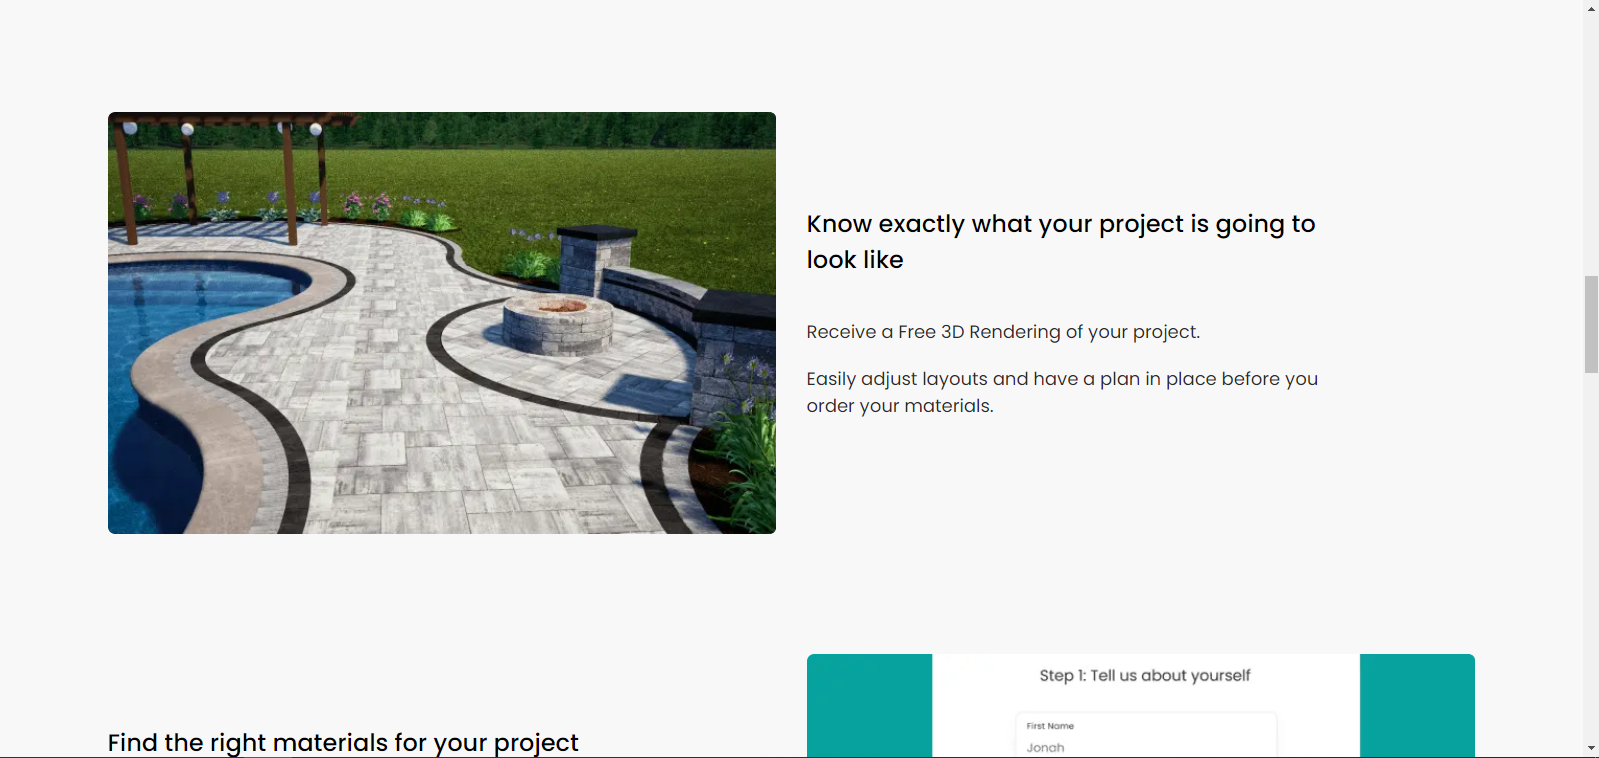 Know exactly what your project is going to
look like
Receive a Free 3D Rendering of your project.
Easily adjust layouts and have a plan in place before you
order your materials.
Find the right materials for your project
Step 1: Tell us about yourself
First Name
Jonah